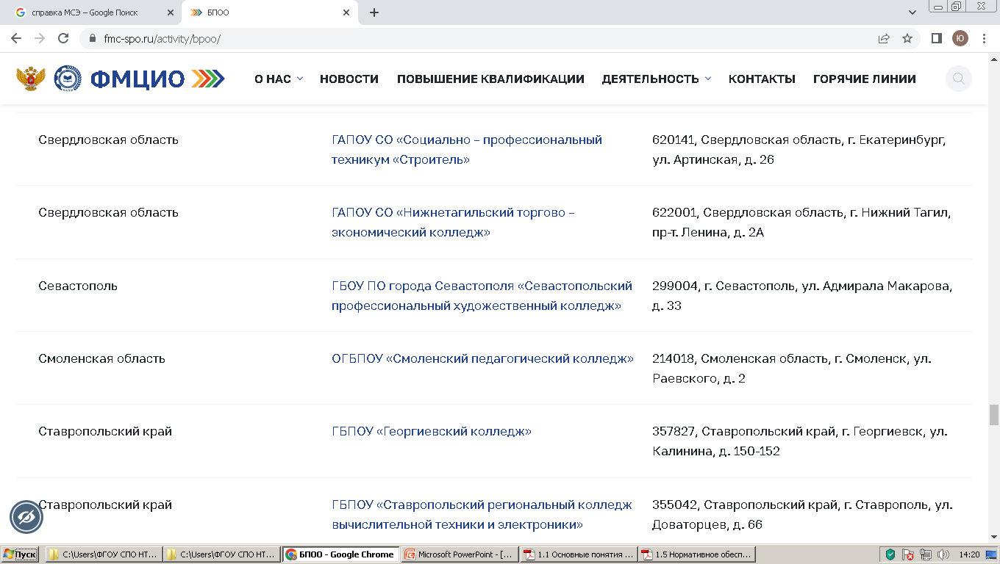 справка МСЭ – Google Поиск
БПОО
fmc-spo.ru/activity/bpoo/
Ю
ФМЦИО
О НАС
НОВОСТИ
ПОВЫШЕНИЕ КВАЛИФИКАЦИИ
ДЕЯТЕЛЬНОСТЬ
КОНТАКТЫ
ГОРЯЧИЕ ЛИНИИ
Свердловская область
ГАПОУ СО «Социально – профессиональный
техникум «Строитель»
620141, Свердловская область, г. Екатеринбург,
ул. Артинская, д. 26
Свердловская область
ГАПОУ СО «Нижнетагильский торгово –
экономический колледж»
622001, Свердловская область, г. Нижний Тагил,
пр-т. Ленина, д. 2А
Севастополь
ГБОУ ПО города Севастополя «Севастопольский
профессиональный художественный колледж»
299004, г. Севастополь, ул. Адмирала Макарова,
д. 33
Смоленская область
ОГБПОУ «Смоленский педагогический колледж»
214018, Смоленская область, г. Смоленск, ул.
Раевского, д. 2
Ставропольский край
ГБПОУ «Георгиевский колледж»
357827, Ставропольский край, г. Георгиевск, ул.
Калинина, д. 150-152
Ставропольский край
ГБПОУ «Ставропольский региональный колледж
вычислительной техники и электроники»
355042, Ставропольский край, г. Ставрополь, ул.
Доваторцев, д. 66
Пуск
C:\Users\ФГОУ СПО НТ...
C:\Users\ФГОУ СПО НТ...
БПОО - Google Chrome
Microsoft PowerPoint - [...
1.1 Основные понятия ...
1.5 Нормативное обесп...
14:20